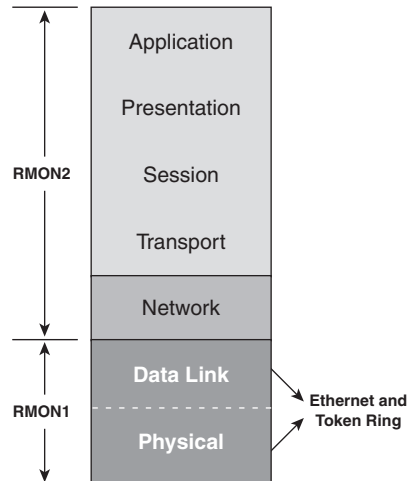 Application
Presentation
RMON2
Session
Transport
Network
Data Link
RMON1
Physical
Ethernet and
Token Ring